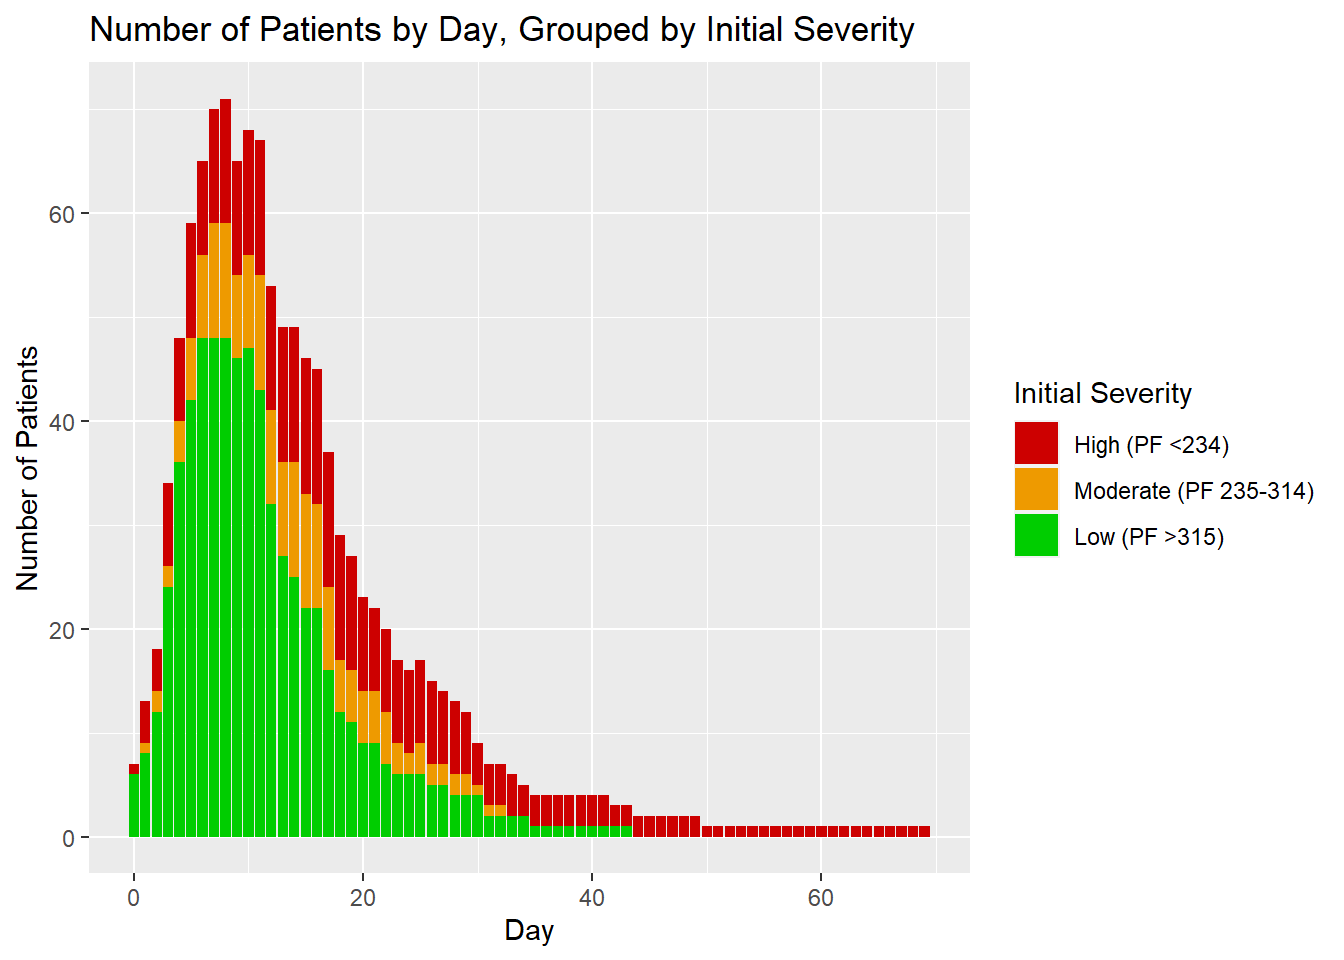 Number of Patients by Day, Grouped by Initial Severity
Number of Patients
60
40
20
0
0 20 40 60
Day
Initial Severity
High (PF <234)
Moderate (PF 235-314)
Low (PF >315)